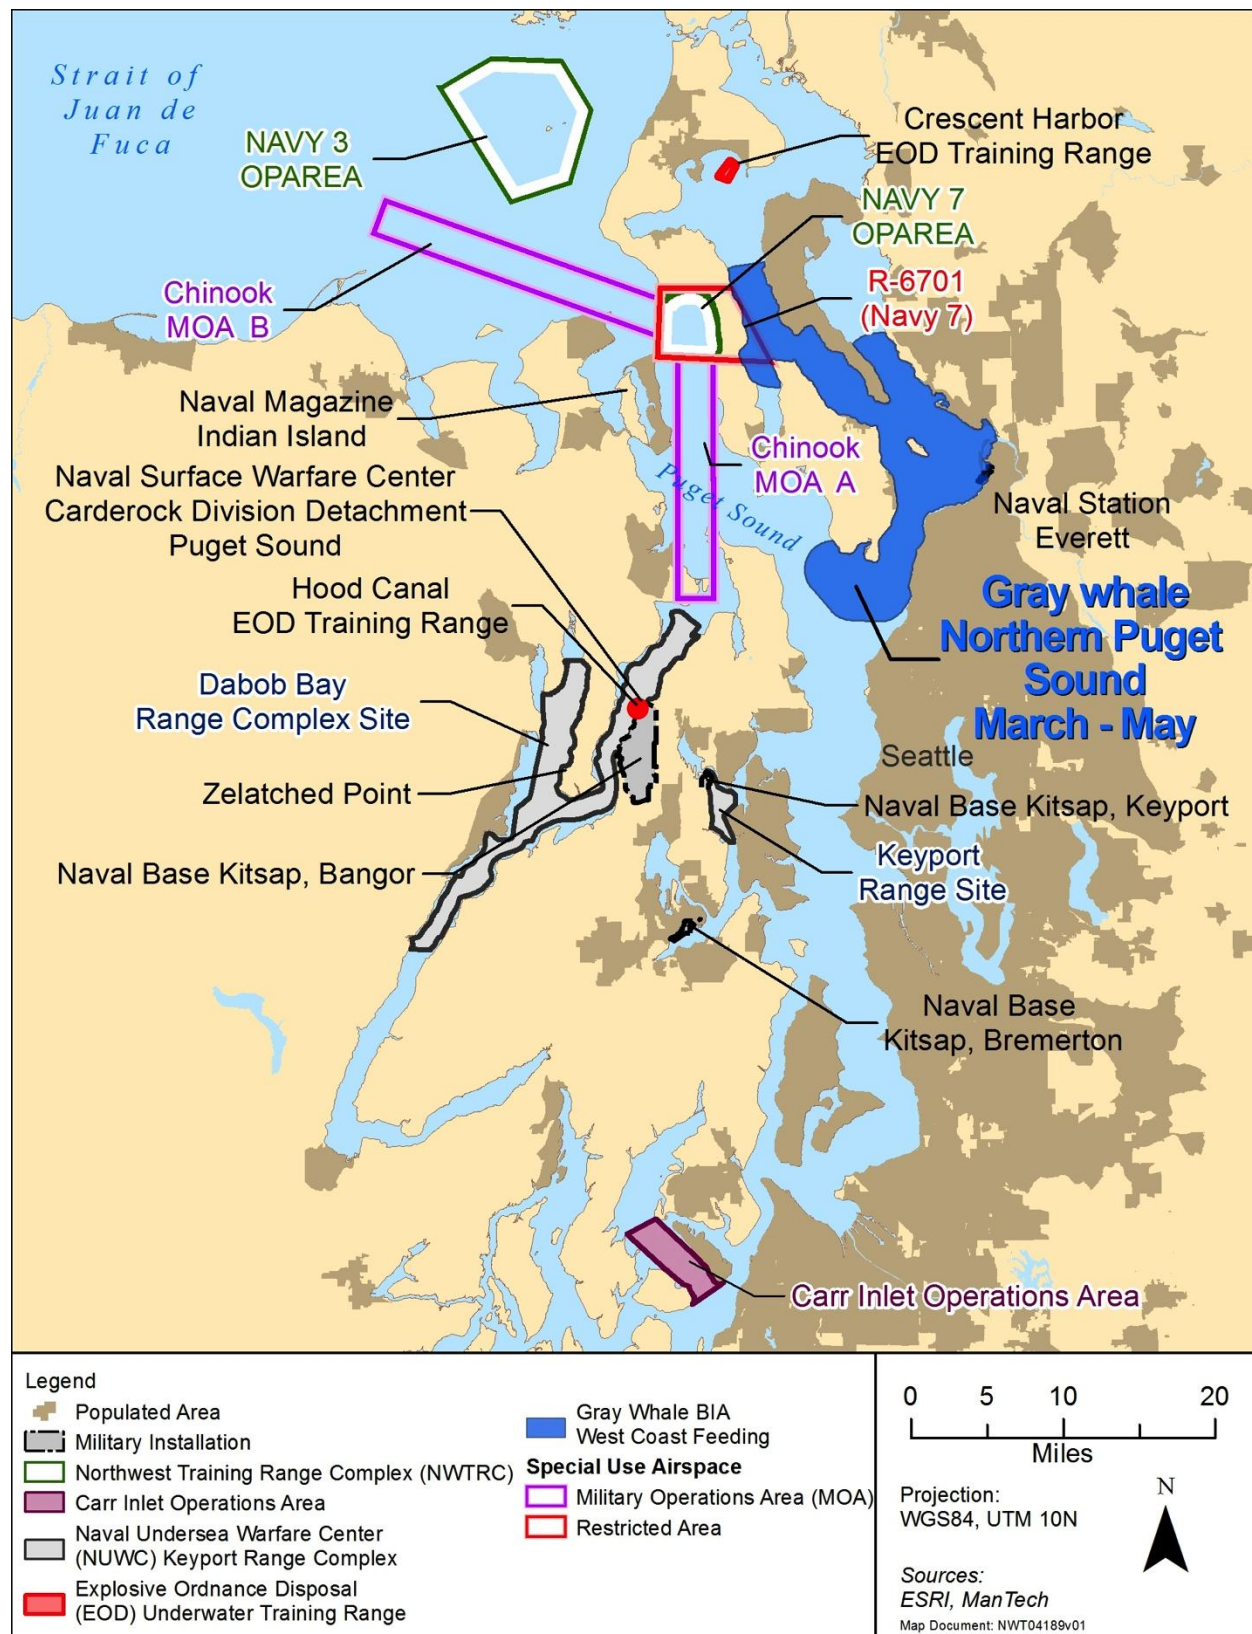 Strait of
Juan de
Fuca
NAVY 3
OPAREA
Crescent Harbor
EOD Training Range
NAVY 7
OPAREA
R-6701
(Navy 7)
Chinook
MOA B
Naval Magazine
Indian Island
Chinook
MOA A
Puget Sound
Naval Surface Warfare Center
Carderock Division Detachment
Puget Sound
Naval Station
Everett
Hood Canal
EOD Training Range
Gray whale
Northern Puget
Sound
March - May
Dabob Bay
Range Complex Site
Seattle
Zelatched Point
Naval Base Kitsap, Keyport
Naval Base Kitsap, Bangor
Keyport
Range Site
Naval Base
Kitsap, Bremerton
Carr Inlet Operations Area
Legend
Populated Area
Military Installation
Northwest Training Range Complex (NWTRC)
Carr Inlet Operations Area
Naval Undersea Warfare Center
(NUWC) Keyport Range Complex
Explosive Ordnance Disposal
(EOD) Underwater Training Range
Gray Whale BIA
West Coast Feeding
Special Use Airspace
Military Operations Area (MOA)
Restricted Area
0 5 10 20
Miles
Projection:
WGS84, UTM 10N
N
Sources:
ESRI, ManTech
Map Document: NWT04189v01